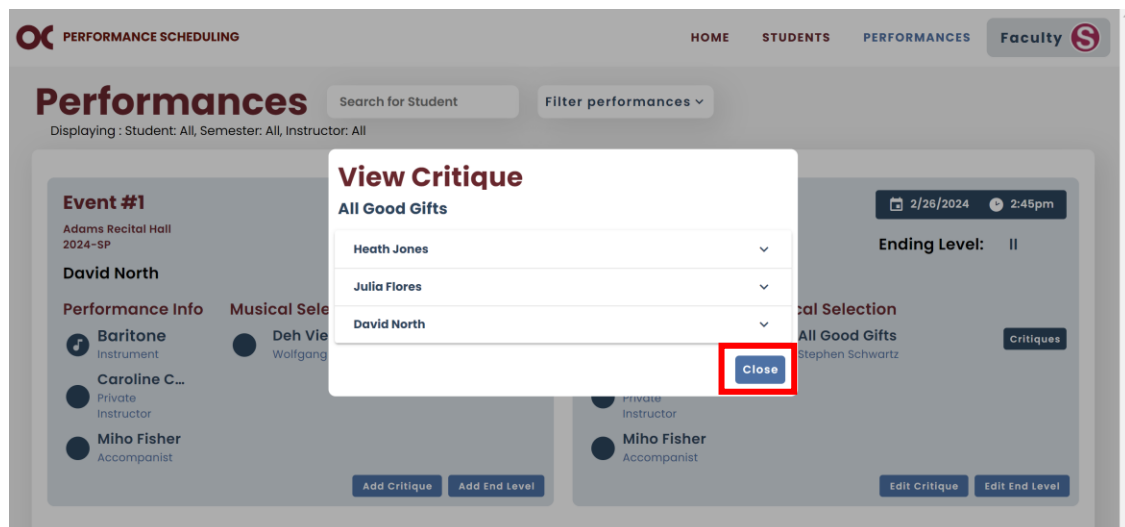 OC PERFORMANCE SCHEDULING
HOME STUDENTS PERFORMANCES Faculty S
Performances Search for Student Filter performances
Displaying : Student: All, Semester: All, Instructor: All
View Critique
All Good Gifts
Heath Jones
Julia Flores
David North
Close
Event #1
Adams Recital Hall
2024-SP
David North
Performance Info Musical Sele
Baritone
Instrument
Deh Vie
Wolfgang
Caroline C...
Private
Instructor
Miho Fisher
Accompanist
Add Critique Add End Level
2/26/2024 2:45pm
Ending Level: II
cal Selection
All Good Gifts
Stephen Schwartz
Critiques
Private
Instructor
Miho Fisher
Accompanist
Edit Critique Edit End Level